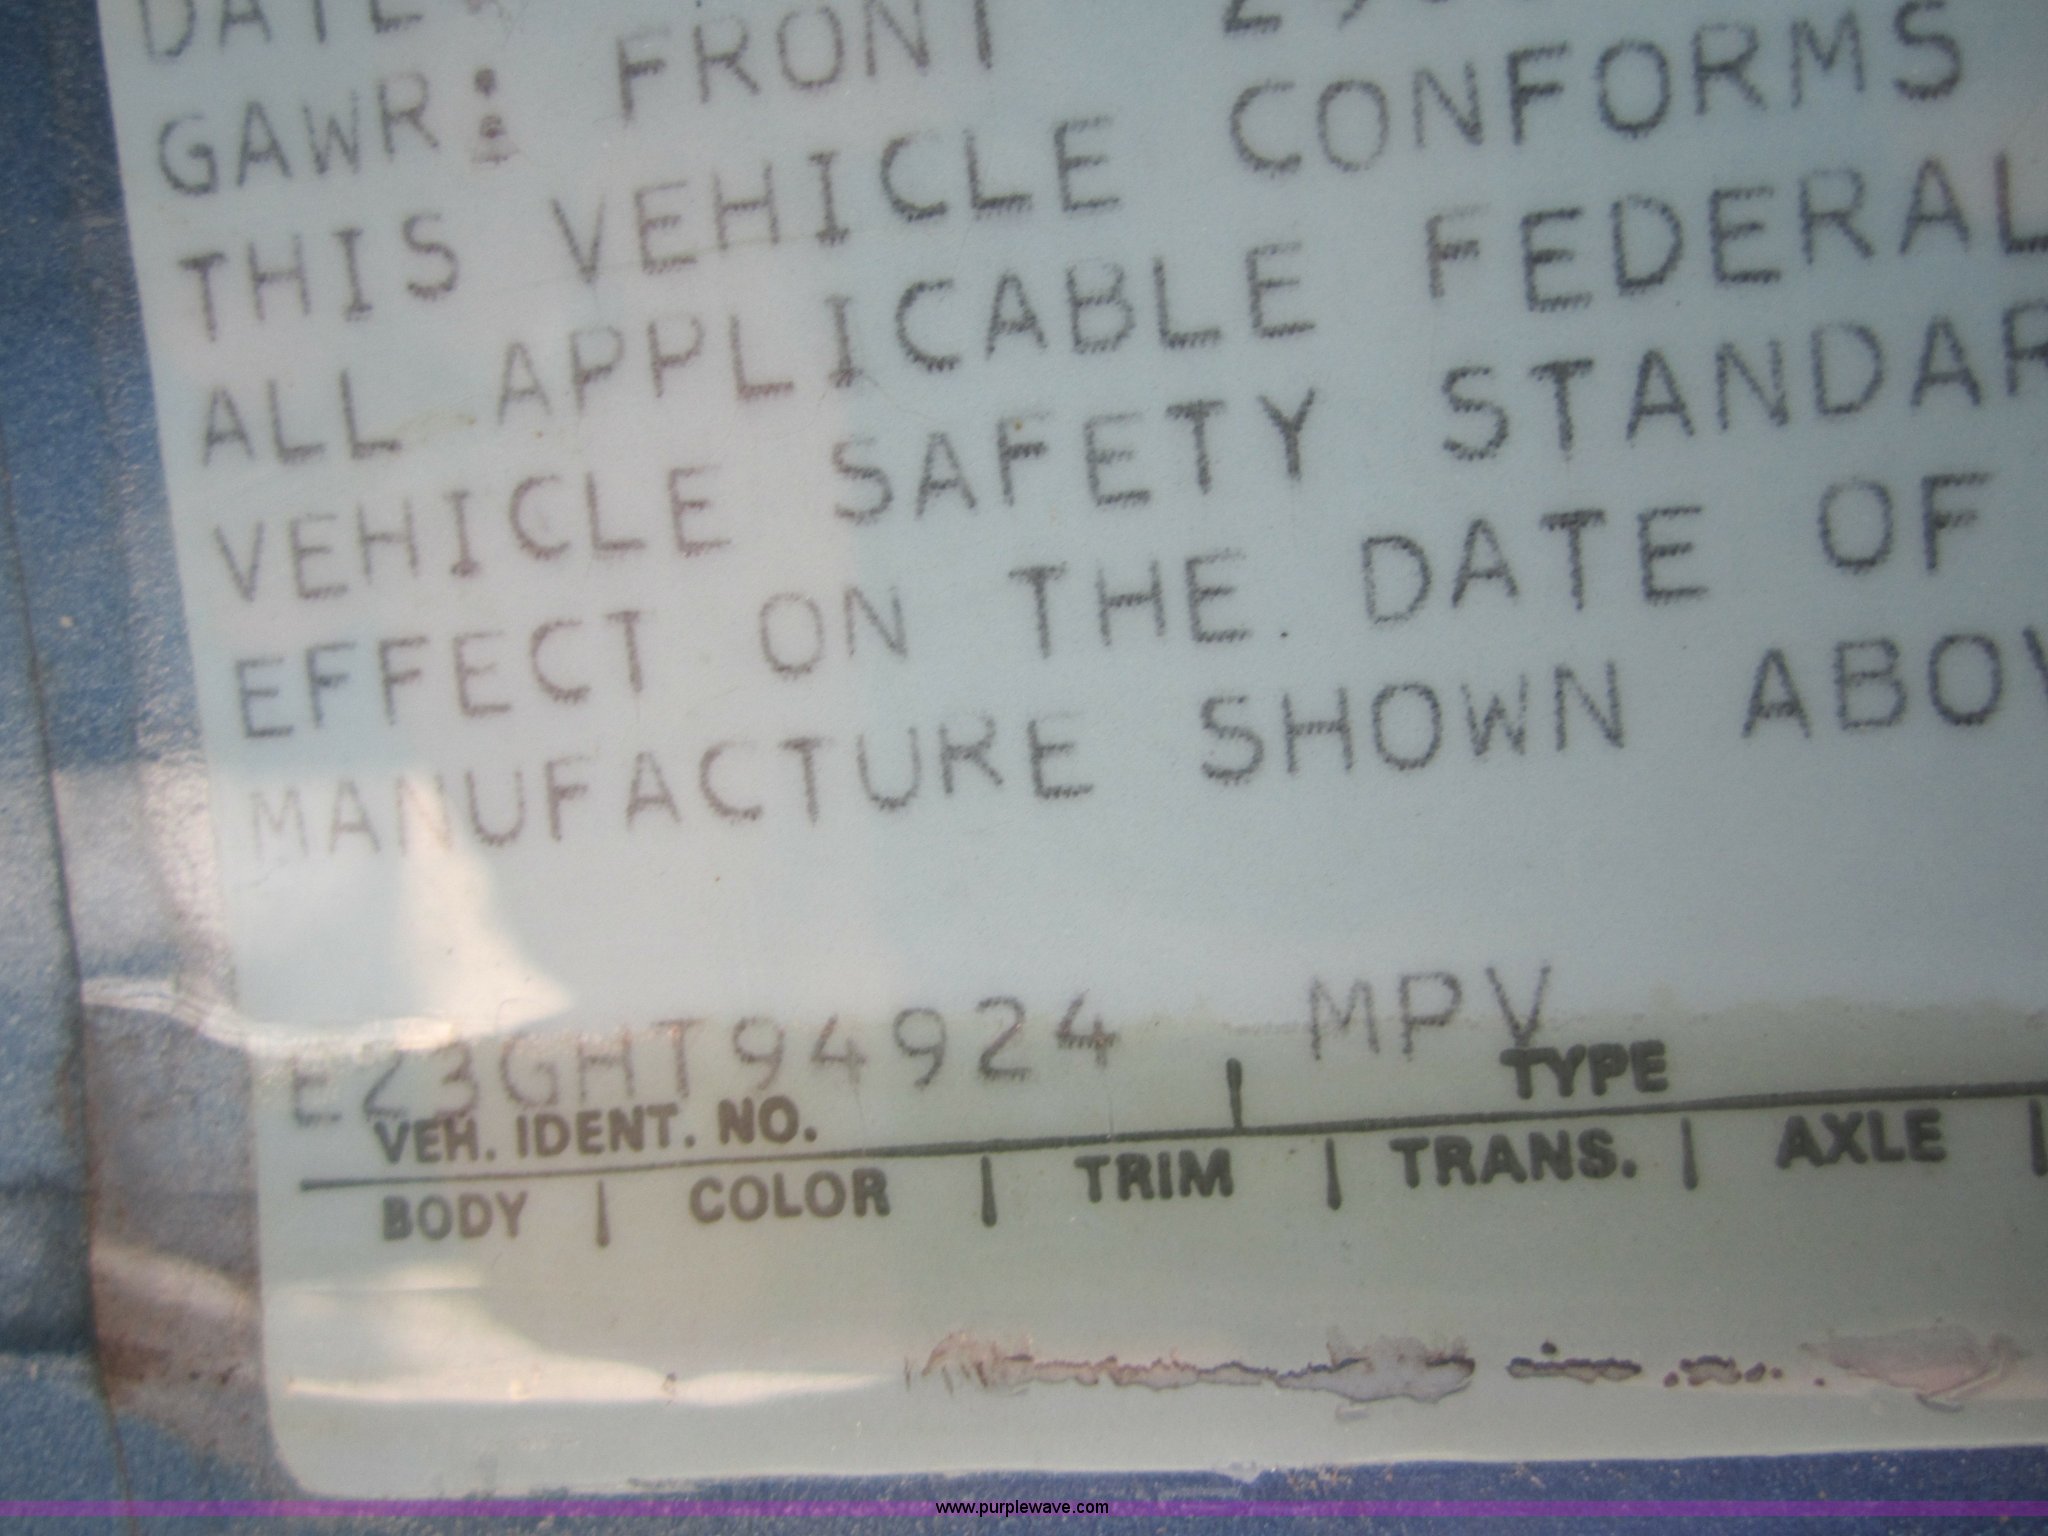 DATE
GAWR: FRONT
THIS VEHICLE CONFORMS
ALL APPLICABLE FEDERAL
VEHICLE SAFETY STANDAR
EFFECT ON THE DATE OF
MANUFACTURE SHOWN ABOV
E23GHT94924 MPV
VEH. IDENT. NO. | TYPE
BODY | COLOR | TRIM | TRANS. | AXLE |
www.purplewave.com